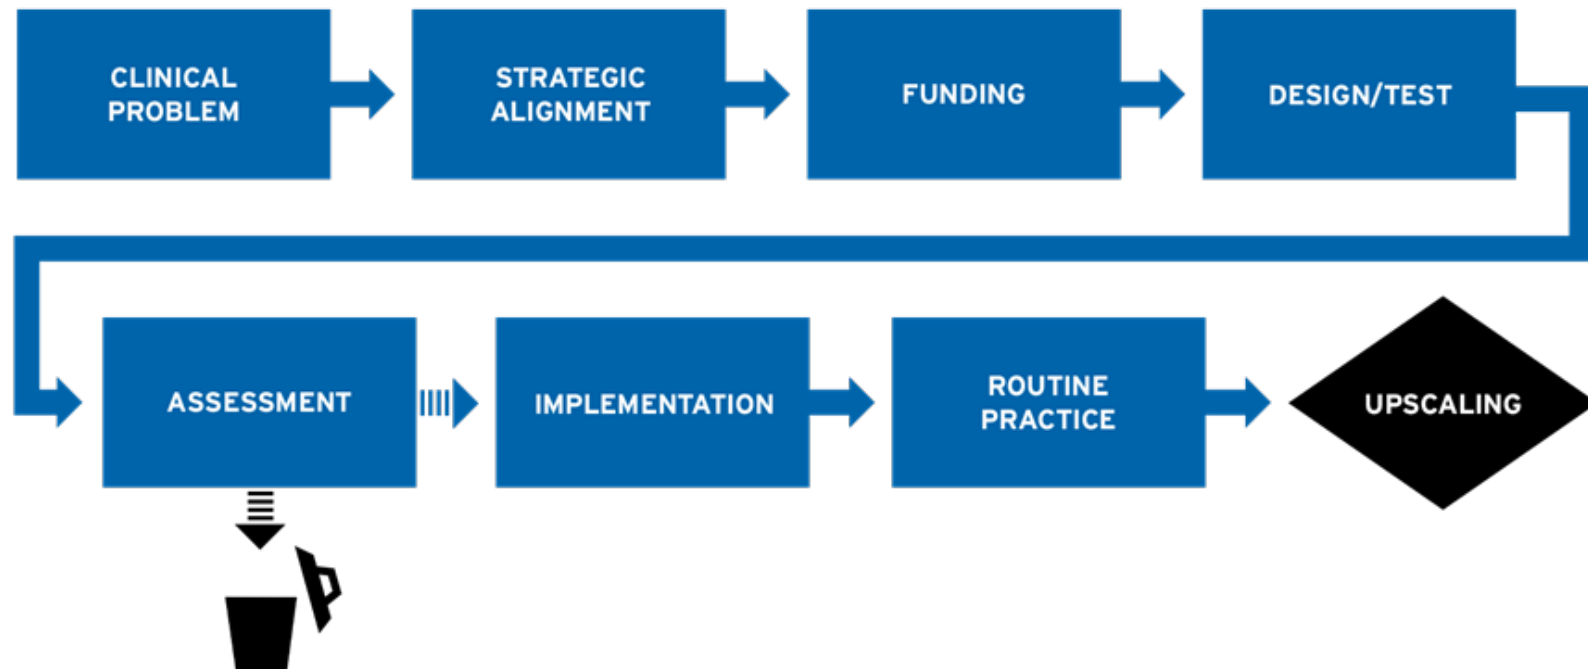 CLINICAL
PROBLEM
STRATEGIC
ALIGNMENT
FUNDING
DESIGN/TEST
ASSESSMENT
IMPLEMENTATION
ROUTINE
PRACTICE
UPSCALING